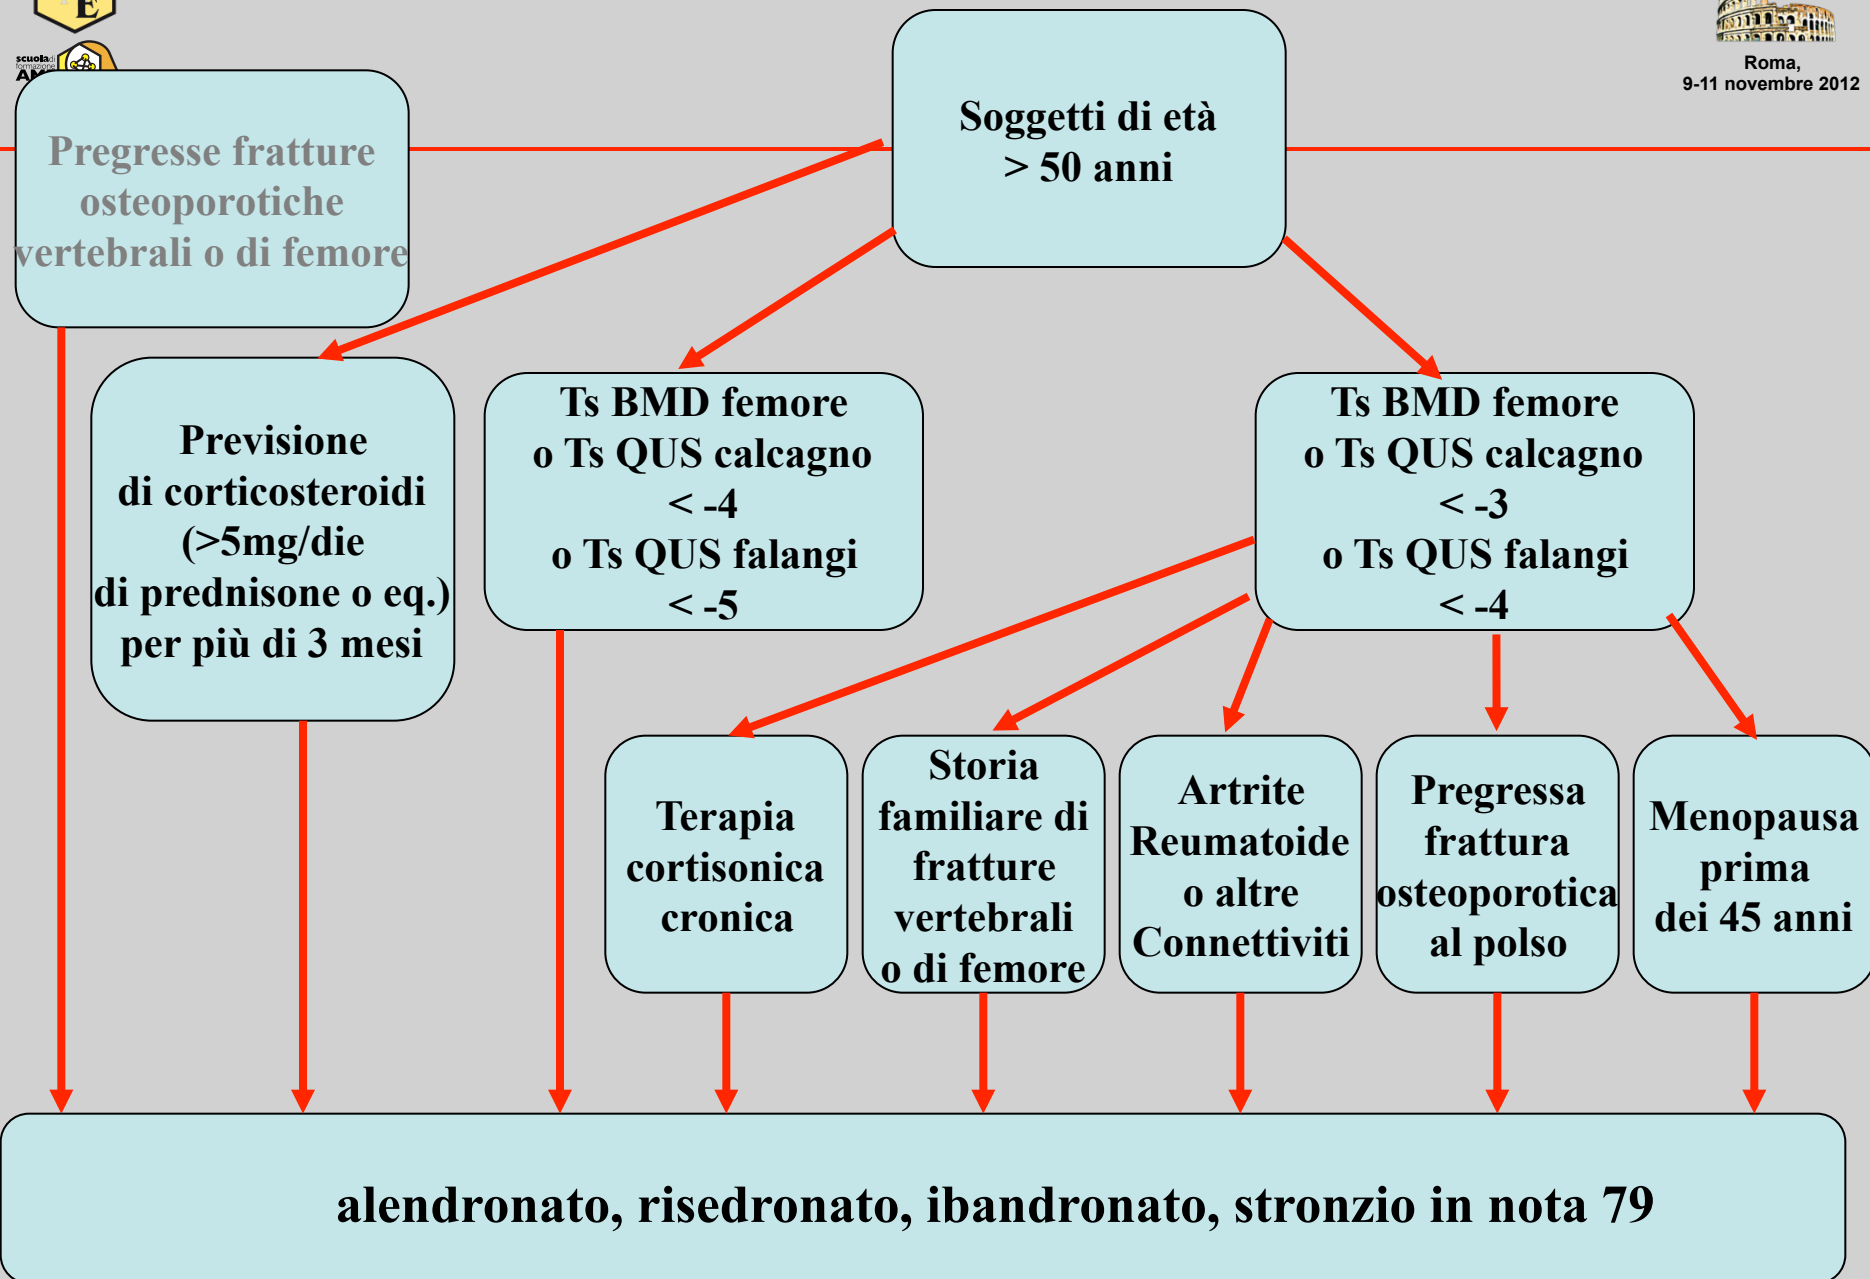 E
scuoladi
formazione
Roma,
9-11 novembre 2012
Pregresse fratture
osteoporotiche
vertebrali o di femore
Soggetti di età
> 50 anni
Previsione
di corticosteroidi
(>5mg/die
di prednisone o eq.)
per più di 3 mesi
Ts BMD femore
o Ts QUS calcagno
< -4
o Ts QUS falangi
< -5
Ts BMD femore
o Ts QUS calcagno
< -3
o Ts QUS falangi
< -4
Terapia
cortisonica
cronica
Storia
familiare di
fratture
vertebrali
o di femore
Artrite
Reumatoide
o altre
Connettiviti
Pregressa
frattura
osteoporotica
al polso
Menopausa
prima
dei 45 anni
alendronato, risedronato, ibandronato, stronzio in nota 79